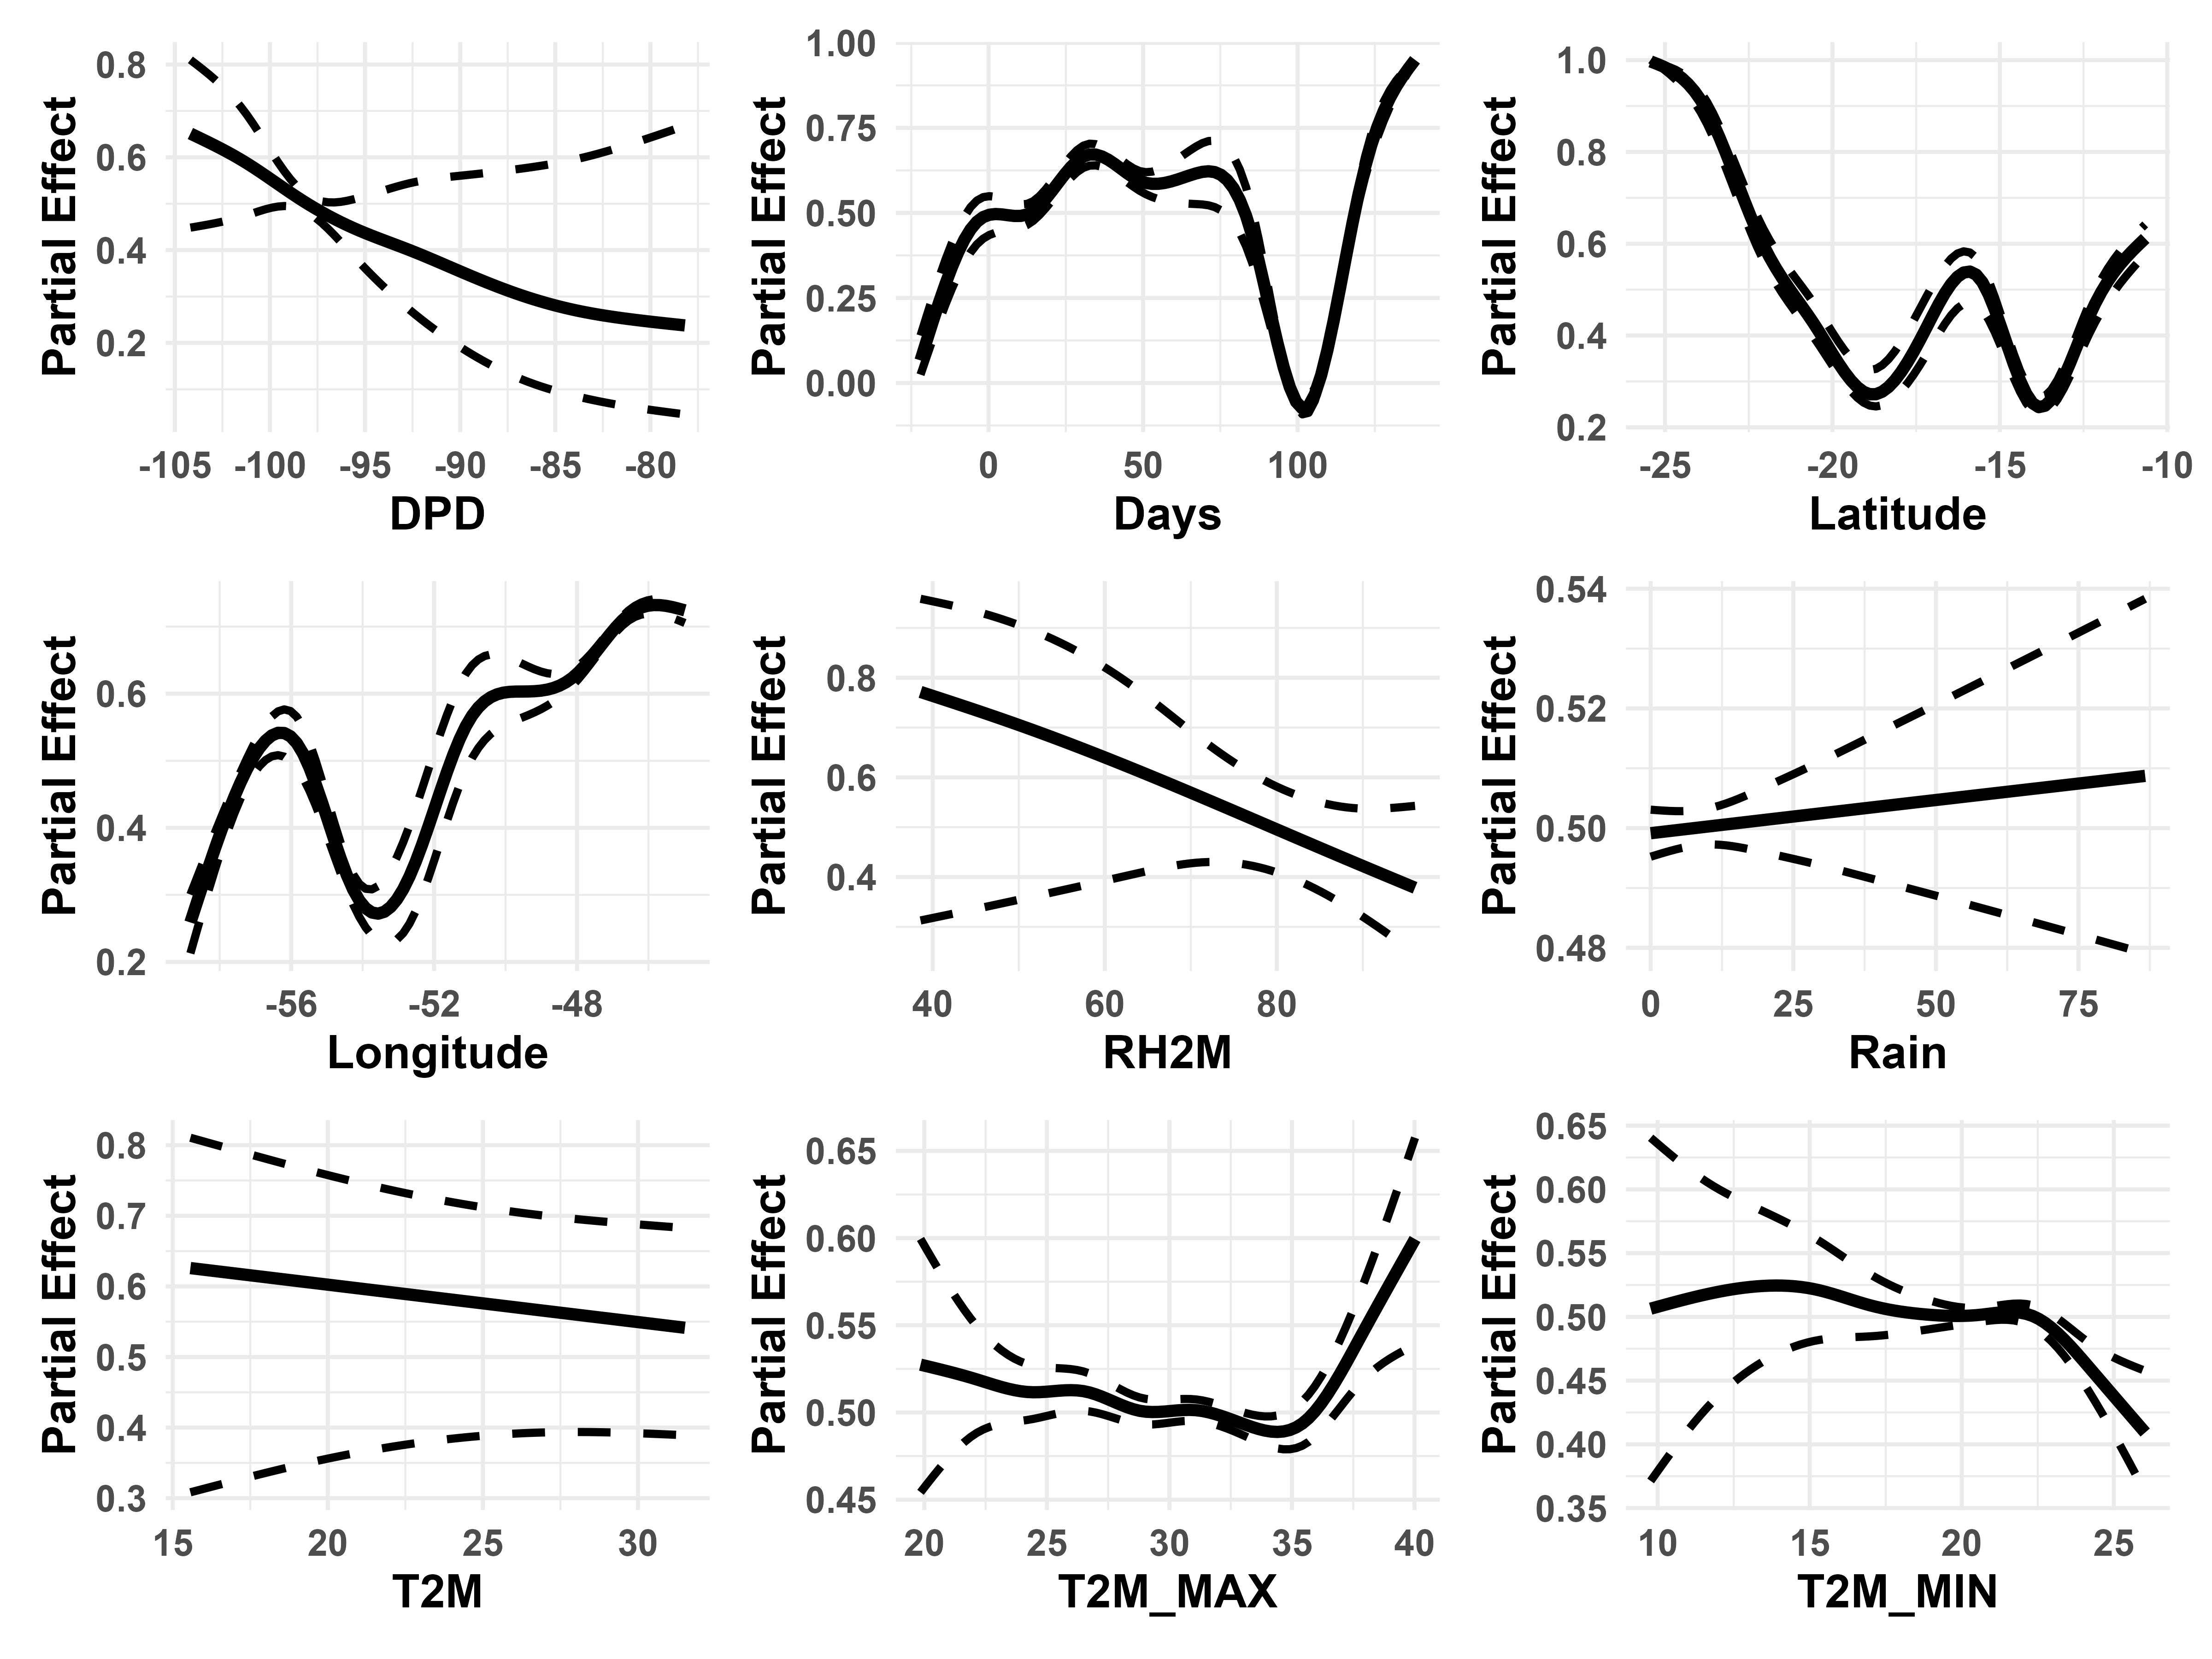 Partial Effect
0.8
0.6
0.4
0.2
-105 -100 -95 -90 -85 -80
DPD
Partial Effect
1.00
0.75
0.50
0.25
0.00
0 50 100
Days
Partial Effect
1.0
0.8
0.6
0.4
0.2
-25 -20 -15 -10
Latitude
Partial Effect
0.6
0.4
0.2
-56 -52 -48
Longitude
Partial Effect
0.8
0.6
0.4
40 60 80
RH2M
Partial Effect
0.54
0.52
0.50
0.48
0 25 50 75
Rain
Partial Effect
0.8
0.7
0.6
0.5
0.4
0.3
15 20 25 30
T2M
Partial Effect
0.65
0.60
0.55
0.50
0.45
20 25 30 35 40
T2M_MAX
Partial Effect
0.65
0.60
0.55
0.50
0.45
0.40
0.35
10 15 20 25
T2M_MIN